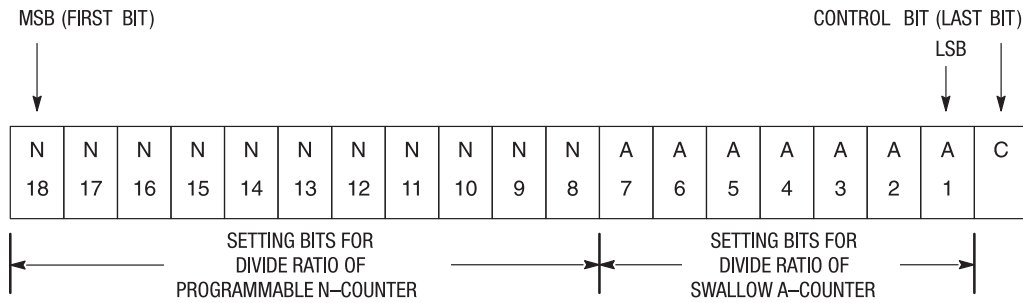 MSB (FIRST BIT)
CONTROL BIT (LAST BIT)
LSB
N N N N N N N N N N N A A A A A A A C
18 17 16 15 14 13 12 11 10 9 8 7 6 5 4 3 2 1
SETTING BITS FOR
DIVIDE RATIO OF
PROGRAMMABLE N–COUNTER
SETTING BITS FOR
DIVIDE RATIO OF
SWALLOW A–COUNTER